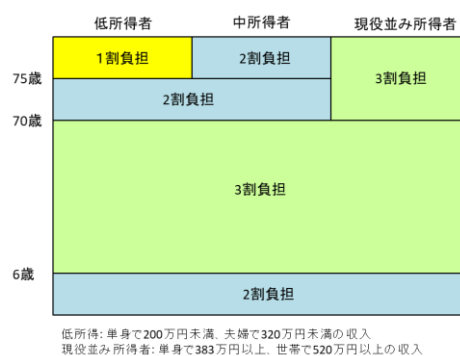 低所得者 中所得者 現役並み所得者
1割負担 2割負担 3割負担
75歳
2割負担
70歳
3割負担
6歳
2割負担
低所得: 単身で200万円未満、夫婦で320万円未満の収入
現役並み所得者: 単身で383万円以上、世帯で520万円以上の収入